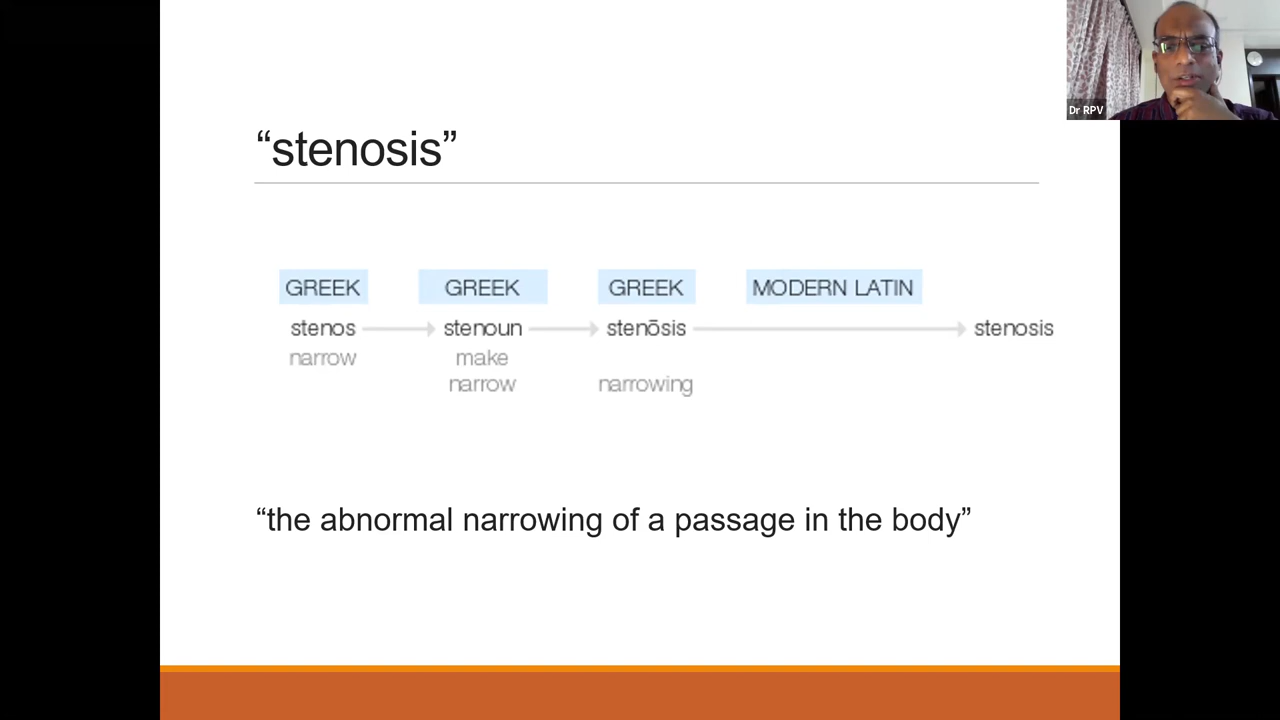 “stenosis”
GREEK GREEK GREEK MODERN LATIN
stenos stenoun stenōsis stenosis
narrow make
narrow narrowing
“the abnormal narrowing of a passage in the body”
Dr RPV